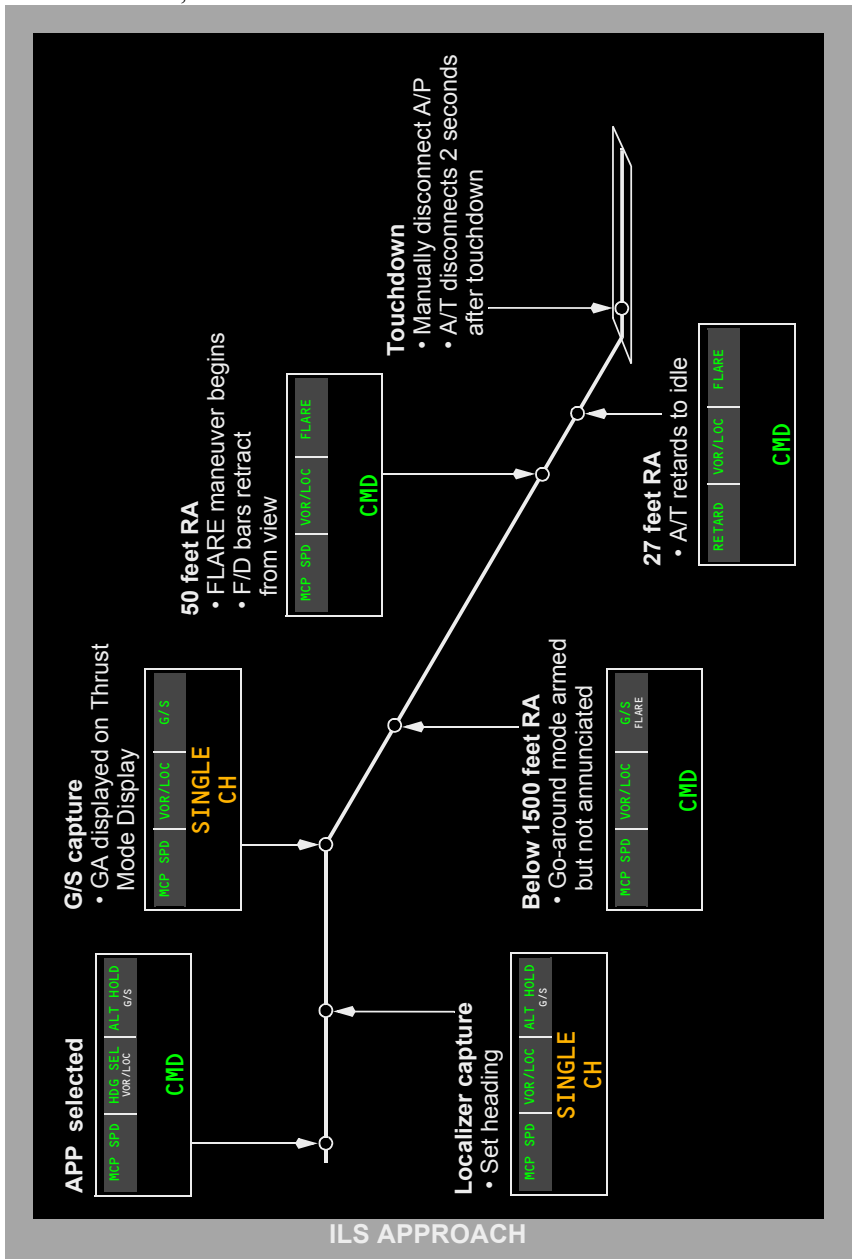 APP selected
MCP SPD HDG SEL ALT HOLD
VOR/LOC G/S
CMD
Localizer capture
• Set heading
MCP SPD VOR/LOC ALT HOLD
G/S
SINGLE
CH
G/S capture
• GA displayed on Thrust
Mode Display
MCP SPD VOR/LOC G/S
SINGLE
CH
Below 1500 feet RA
• Go-around mode armed
but not annunciated
MCP SPD VOR/LOC G/S
FLARE
CMD
50 feet RA
• FLARE maneuver begins
• F/D bars retract
from view
MCP SPD VOR/LOC FLARE
CMD
27 feet RA
• A/T retards to idle
RETARD VOR/LOC FLARE
CMD
Touchdown
• Manually disconnect A/P
• A/T disconnects 2 seconds
after touchdown
ILS APPROACH